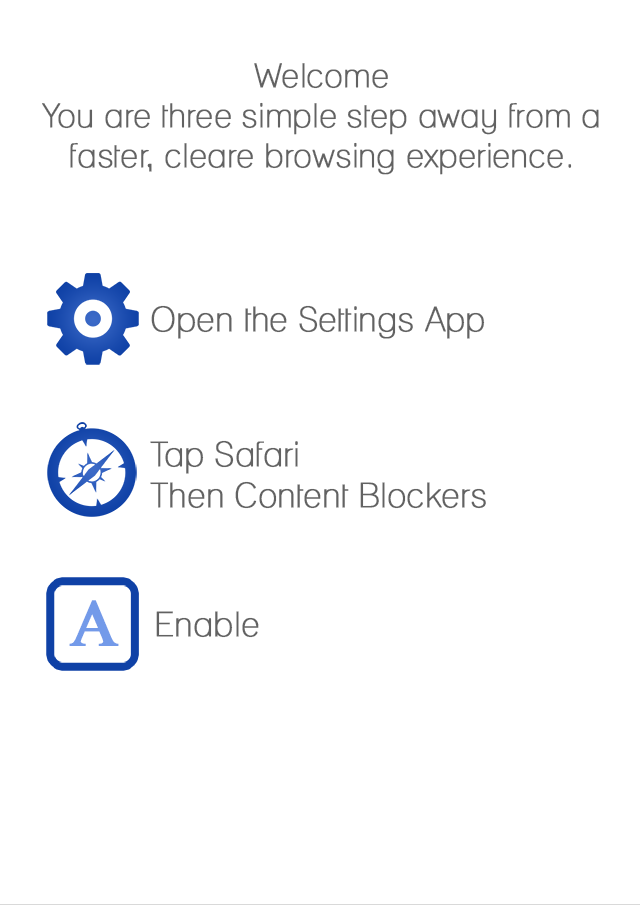 Welcome
You are three simple step away from a
faster, cleare browsing experience.
Open the Settings App
Tap Safari
Then Content Blockers
A
Enable